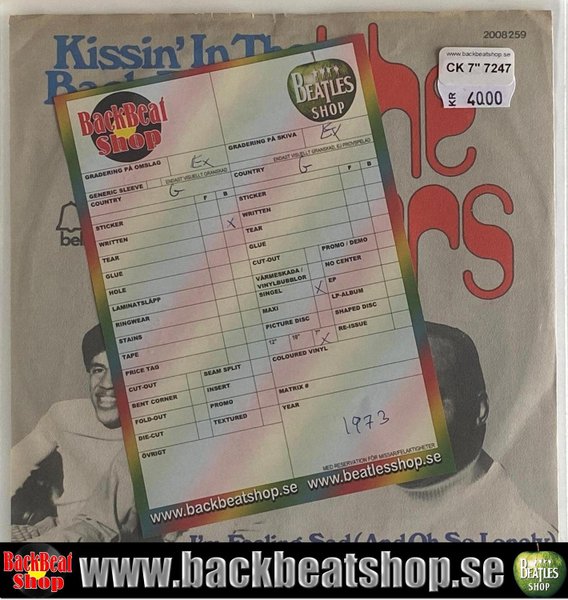 2008259
Kissin' In The
Back
the
rs
bell
www.backbeatshop.se
CK 7" 7247
KR 4000
BackBeat
Shop
BEATLES
SHOP
GRADERING PÅ OMSLAG Ex
GENERIC SLEEVE ENDAST VISUELLT GRANSKAD
COUNTRY G F B
STICKER X
WRITTEN
TEAR
GLUE
HOLE
LAMINATSLÄPP
RINGWEAR
STAINS
TAPE
PRICE TAG
CUT-OUT SEAM SPLIT
BENT CORNER INSERT
FOLD-OUT PROMO
DIE-CUT TEXTURED
ÖVRIGT
GRADERING PÅ SKIVA Ex
ENDAST VISUELLT GRANSKAD, EJ PROVSPELAD
COUNTRY G F B
STICKER
WRITTEN
TEAR
GLUE PROMO / DEMO
CUT-OUT NO CENTER
VÄRMESKADA /
VINYLBUBBLOR EP
SINGEL X LP-ALBUM
MAXI SHAPED DISC
PICTURE DISC RE-ISSUE
12" 10" 7" X
COLOURED VINYL
MATRIX #
YEAR
1973
MED RESERVATION FÖR MISSAR/FELAKTIGHETER
www.backbeatshop.se www.beatlesshop.se
I'm Feeling Sad (And Oh So Lonely)
BackBeat
Shop
www.backbeatshop.se
BEATLES
SHOP